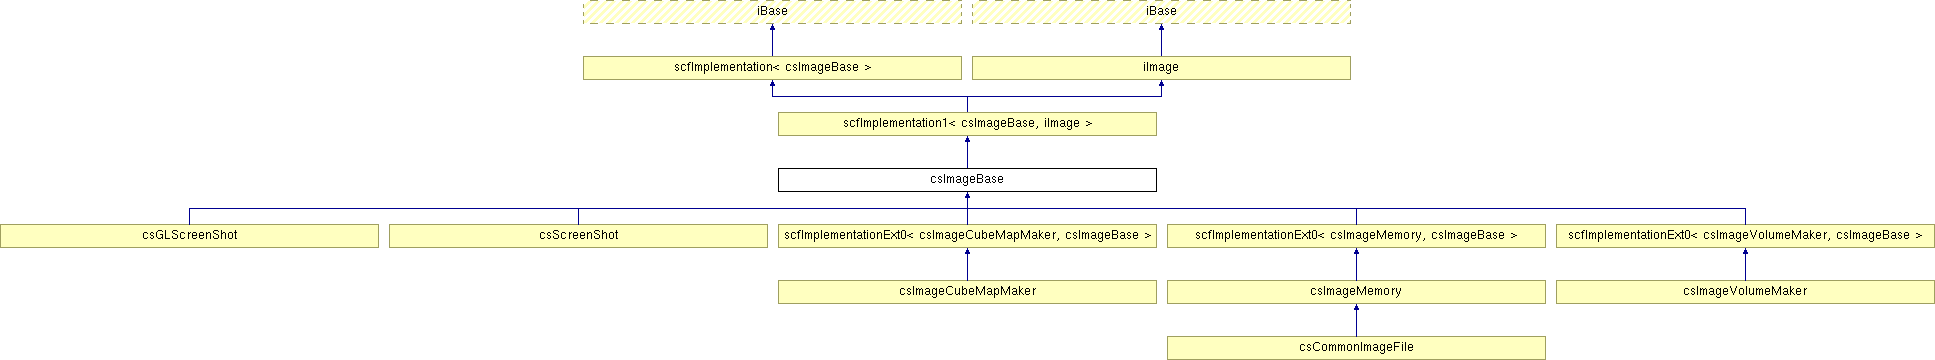 iBase
iBase
scfImplementation< csImageBase >
iImage
scfImplementation1< csImageBase, iImage >
csImageBase
csGLScreenShot
csScreenShot
scfImplementationExt0< csImageCubeMapMaker, csImageBase >
scfImplementationExt0< csImageMemory, csImageBase >
scfImplementationExt0< csImageVolumeMaker, csImageBase >
csImageCubeMapMaker
csImageMemory
csImageVolumeMaker
csCommonImageFile